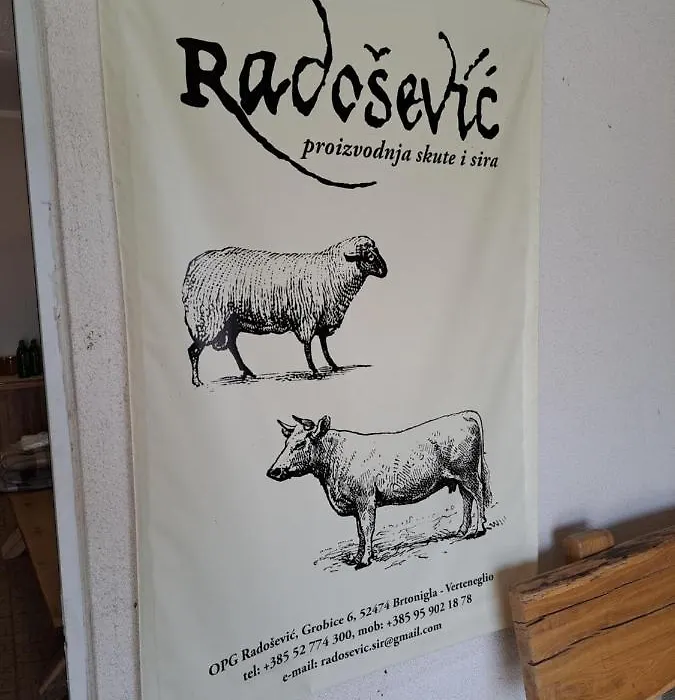 Radošević
proizvodnja skute i sira
OPG Radošević, Grobice 6, 52474 Brtonigla - Verteneglio
tel: +385 52 774 300, mob: +385 95 902 18 78
e-mail: radosevic.sir@gmail.com